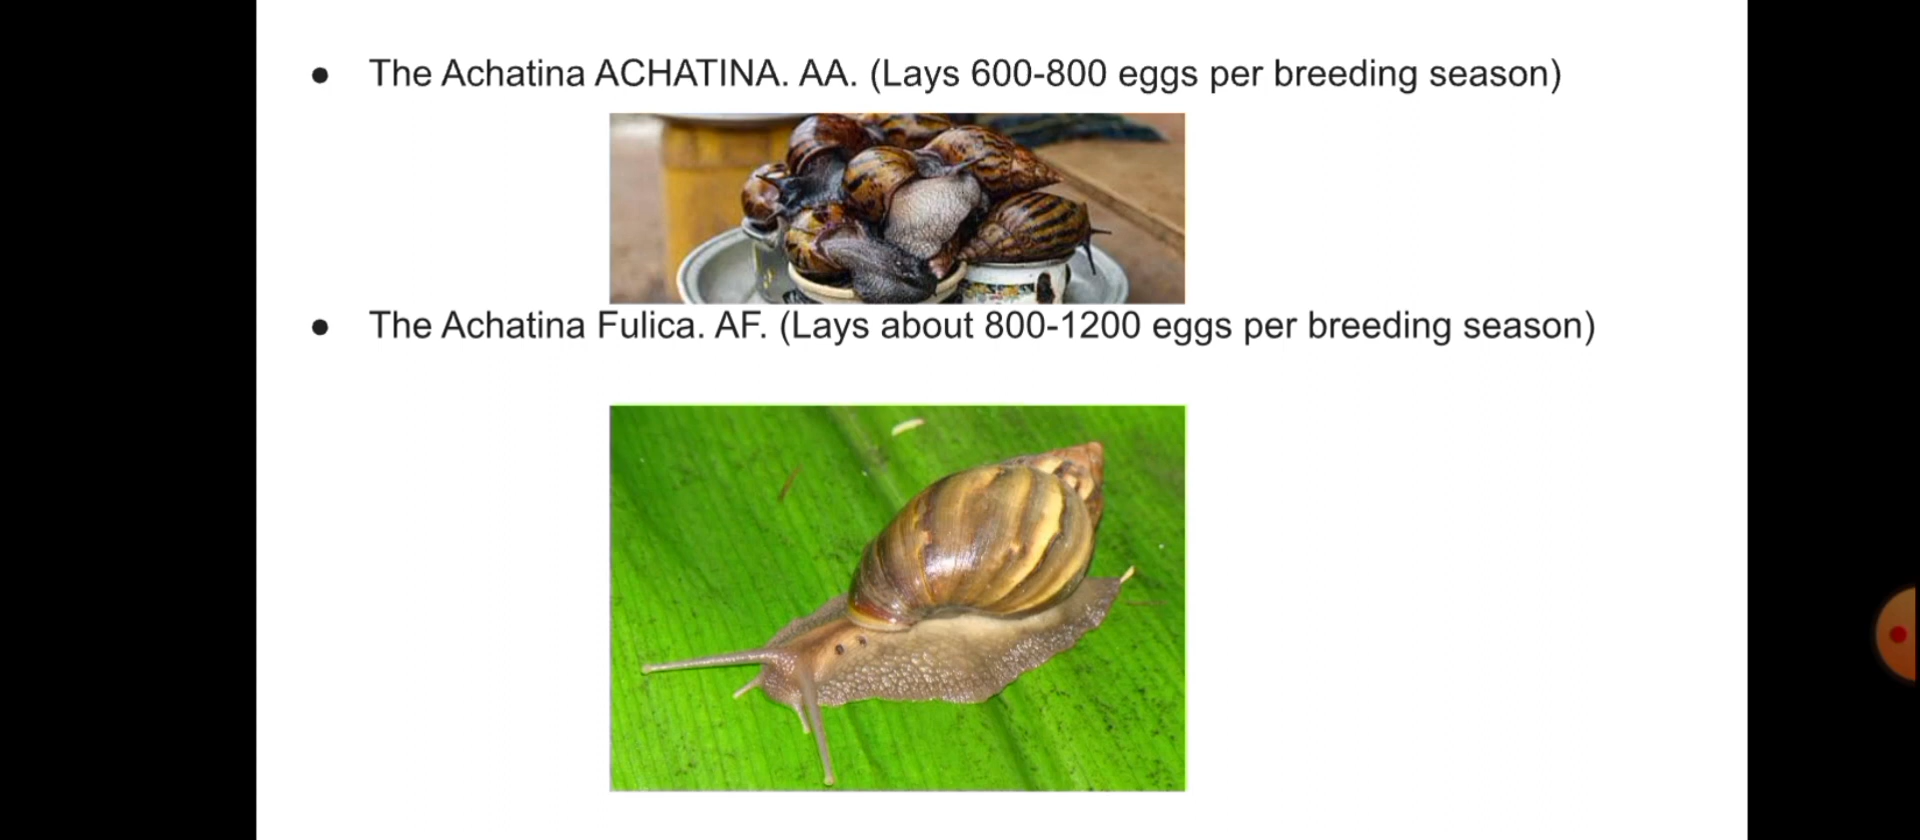 ● The Achatina ACHATINA. AA. (Lays 600-800 eggs per breeding season)
● The Achatina Fulica. AF. (Lays about 800-1200 eggs per breeding season)